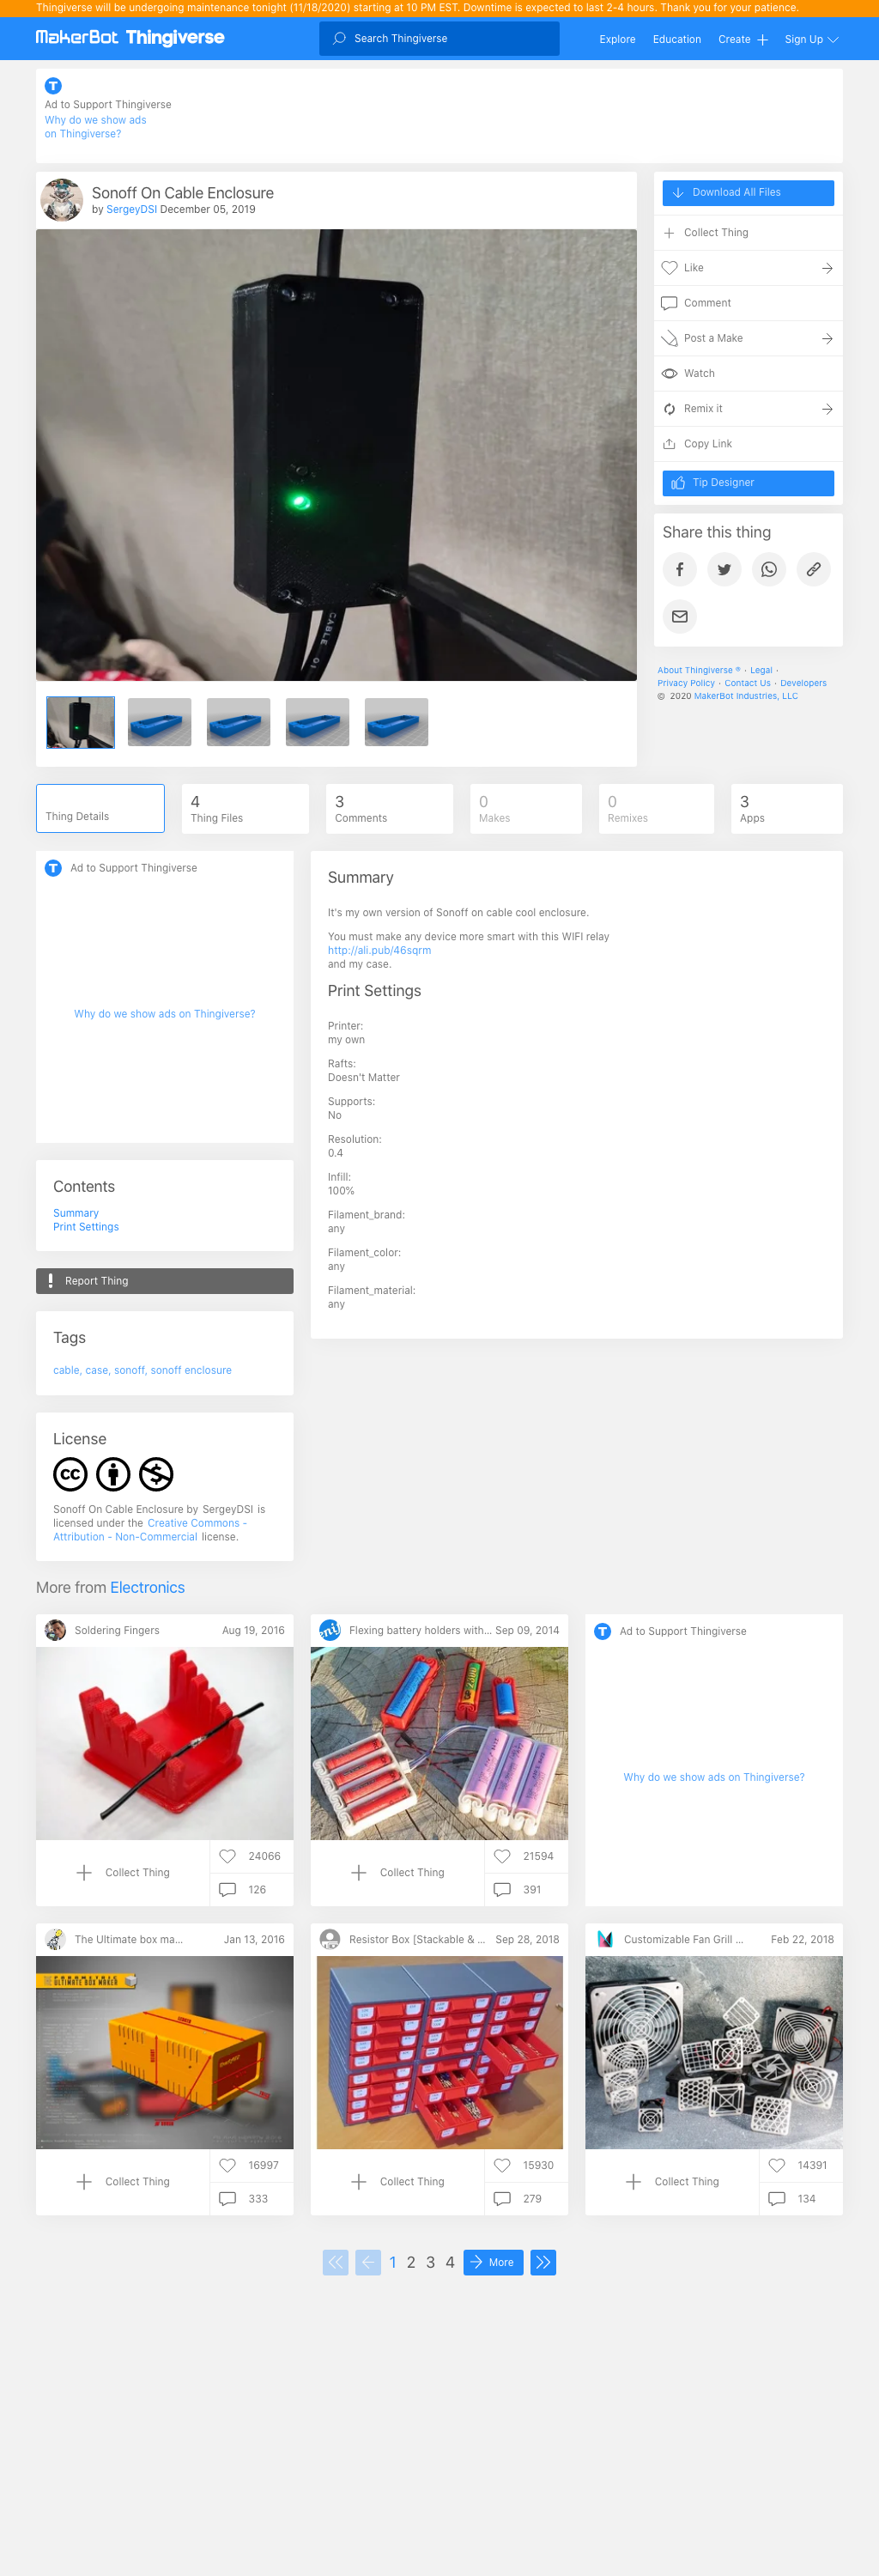 Thingiverse will be undergoing maintenance tonight (11/18/2020) starting at 10 PM EST. Downtime is expected to last 2-4 hours. Thank you for your patience.
MakerBot Thingiverse
Search Thingiverse
Explore
Education
Create
Sign Up
Ad to Support Thingiverse
Why do we show ads
on Thingiverse?
Sonoff On Cable Enclosure
by SergeyDSI December 05, 2019
CABLE 01
Download All Files
Collect Thing
Like
Comment
Post a Make
Watch
Remix it
Copy Link
Tip Designer
Share this thing
About Thingiverse ® · Legal ·
Privacy Policy · Contact Us · Developers
© 2020 MakerBot Industries, LLC
Thing Details
4
Thing Files
3
Comments
0
Makes
0
Remixes
3
Apps
Ad to Support Thingiverse
Why do we show ads on Thingiverse?
Contents
Summary
Print Settings
Report Thing
Tags
cable, case, sonoff, sonoff enclosure
License
cc
Sonoff On Cable Enclosure by SergeyDSI is
licensed under the Creative Commons -
Attribution - Non-Commercial license.
Summary
It's my own version of Sonoff on cable cool enclosure.
You must make any device more smart with this WIFI relay
http://ali.pub/46sqrm
and my case.
Print Settings
Printer:
my own
Rafts:
Doesn't Matter
Supports:
No
Resolution:
0.4
Infill:
100%
Filament_brand:
any
Filament_color:
any
Filament_material:
any
More from Electronics
Soldering Fingers
Aug 19, 2016
Collect Thing
24066
126
Flexing battery holders with...
Sep 09, 2014
Collect Thing
21594
391
Ad to Support Thingiverse
Why do we show ads on Thingiverse?
The Ultimate box ma...
Jan 13, 2016
ULTIMATE BOX MAKER
Collect Thing
16997
333
Resistor Box [Stackable & ...
Sep 28, 2018
Collect Thing
15930
279
Customizable Fan Grill ...
Feb 22, 2018
Collect Thing
14391
134
1
2
3
4
More